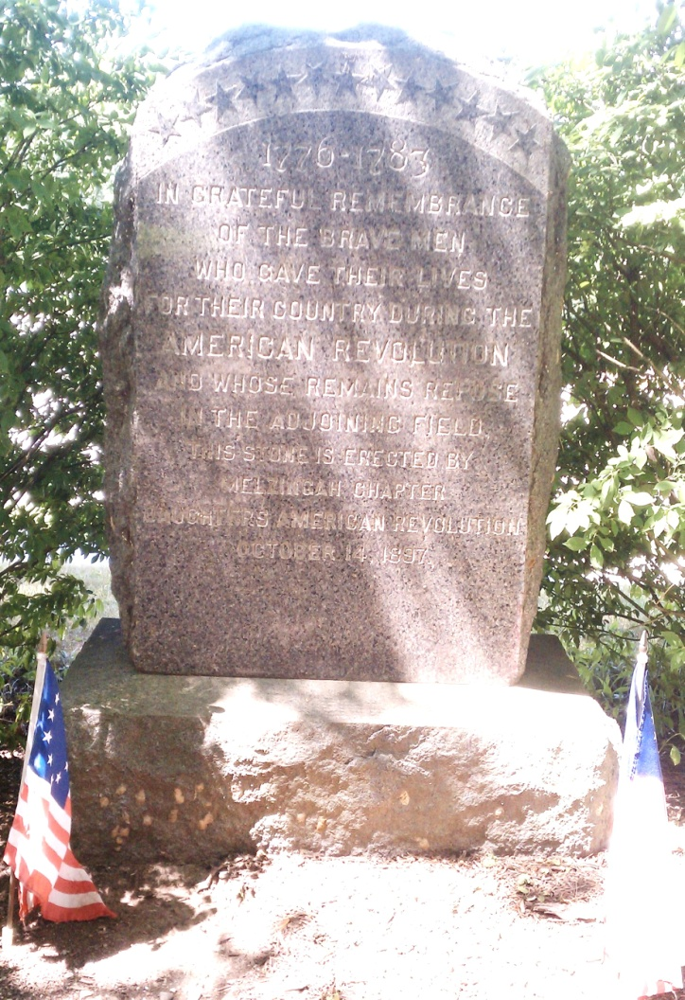 1776-1783
IN GRATEFUL REMEMBRANCE
OF THE BRAVE MEN
WHO GAVE THEIR LIVES
FOR THEIR COUNTRY DURING THE
AMERICAN REVOLUTION
AND WHOSE REMAINS REPOSE
IN THE ADJOINING FIELD,
THIS STONE IS ERECTED BY
MELZINGAH CHAPTER
DAUGHTERS AMERICAN REVOLUTION
OCTOBER 14, 1897.